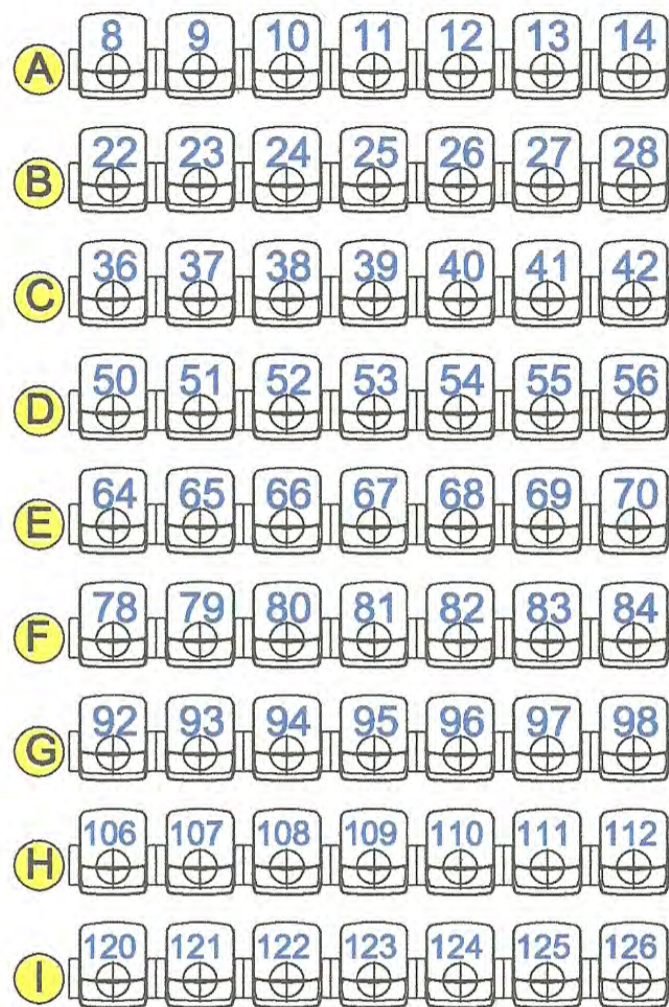 A 8 9 10 11 12 13 14
B 22 23 24 25 26 27 28
C 36 37 38 39 40 41 42
D 50 51 52 53 54 55 56
E 64 65 66 67 68 69 70
F 78 79 80 81 82 83 84
G 92 93 94 95 96 97 98
H 106 107 108 109 110 111 112
I 120 121 122 123 124 125 126